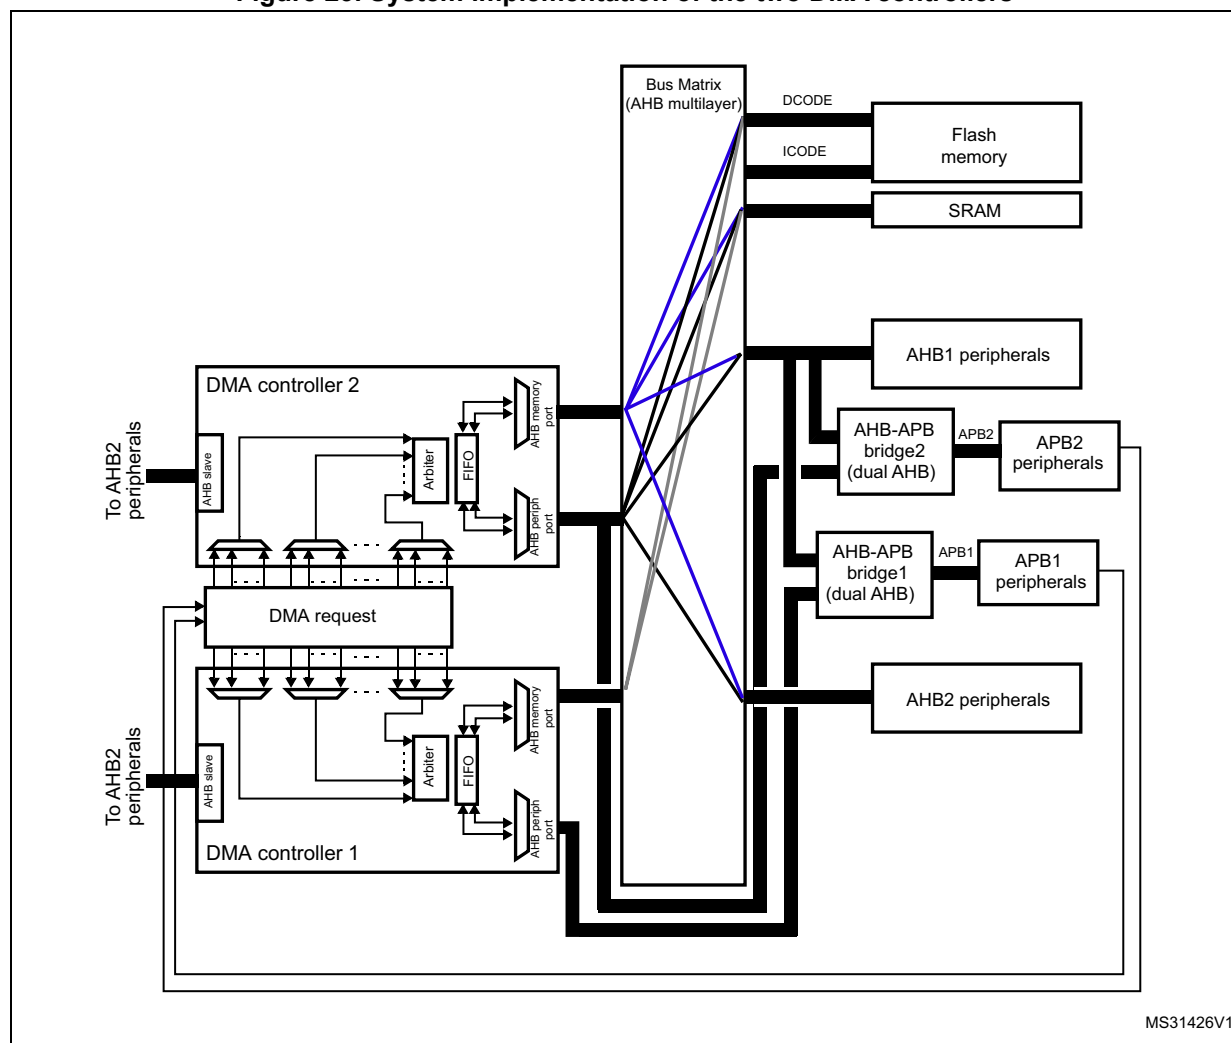 Figure 25. System implementation of the two DMA controllers
Bus Matrix
(AHB multilayer)
DCODE
Flash
memory
ICODE
SRAM
AHB1 peripherals
DMA controller 2
AHB memory
port
To AHB2
peripherals
AHB slave
Arbiter
FIFO
AHB periph
port
AHB-APB
bridge2
(dual AHB)
APB2
APB2
peripherals
AHB-APB
bridge1
(dual AHB)
APB1
APB1
peripherals
DMA request
AHB2 peripherals
AHB memory
port
To AHB2
peripherals
AHB slave
Arbiter
FIFO
AHB periph
port
DMA controller 1
MS31426V1